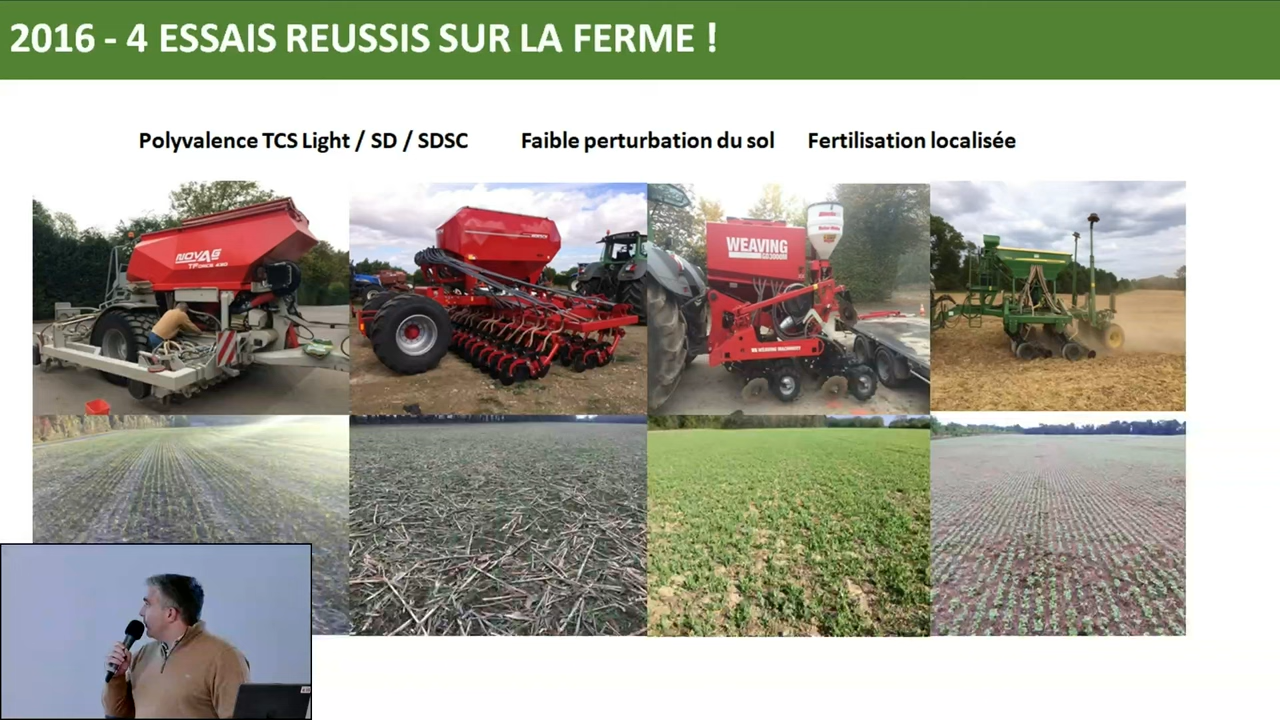 2016 - 4 ESSAIS REUSSIS SUR LA FERME !
Polyvalence TCS Light / SD / SDSC
Faible perturbation du sol
Fertilisation localisée
NOVAG
WEAVING